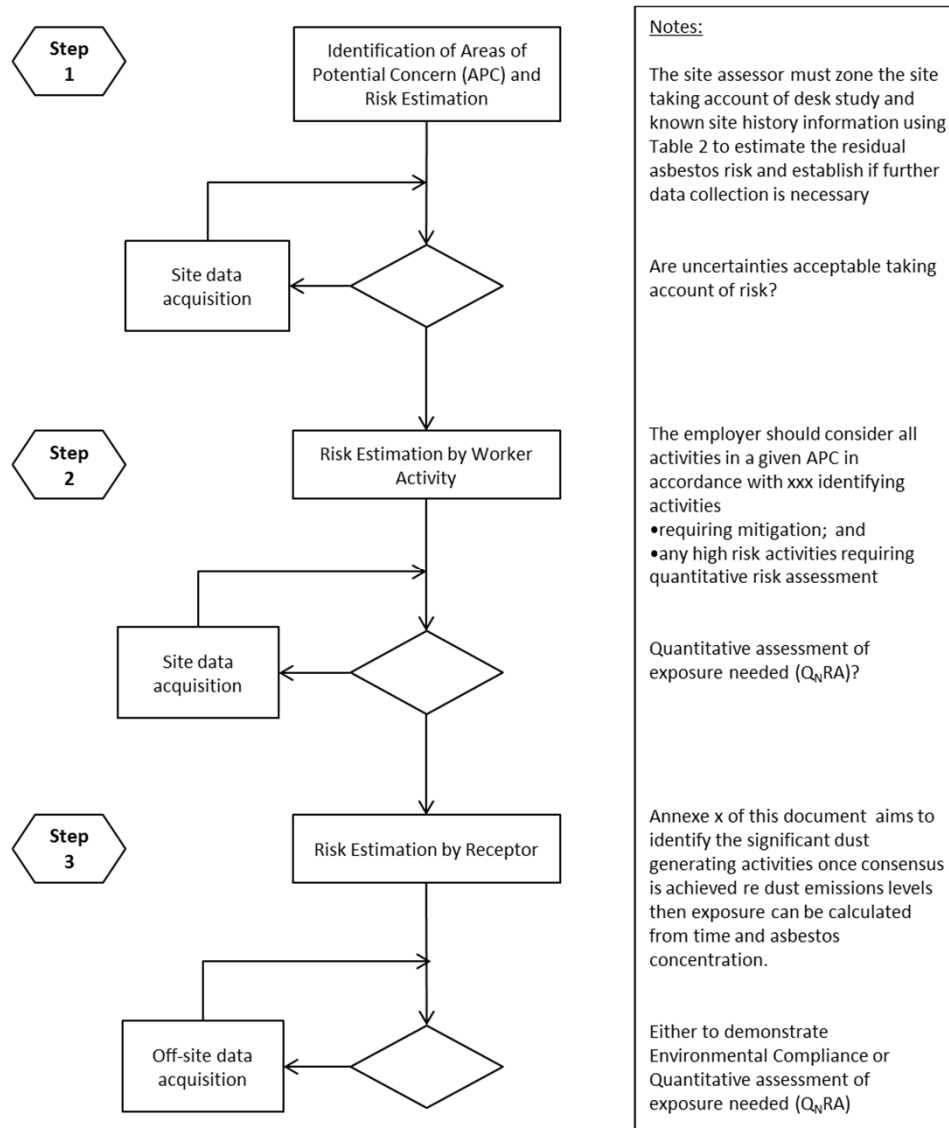 Step
1
Identification of Areas of
Potential Concern (APC) and
Risk Estimation
Site data
acquisition
Step
2
Risk Estimation by Worker
Activity
Site data
acquisition
Step
3
Risk Estimation by Receptor
Off-site data
acquisition
Notes:
The site assessor must zone the site
taking account of desk study and
known site history information using
Table 2 to estimate the residual
asbestos risk and establish if further
data collection is necessary
Are uncertainties acceptable taking
account of risk?
The employer should consider all
activities in a given APC in
accordance with xxx identifying
activities
•requiring mitigation; and
•any high risk activities requiring
quantitative risk assessment
Quantitative assessment of
exposure needed (QNRA)?
Annexe x of this document aims to
identify the significant dust
generating activities once consensus
is achieved re dust emissions levels
then exposure can be calculated
from time and asbestos
concentration.
Either to demonstrate
Environmental Compliance or
Quantitative assessment of
exposure needed (QNRA)